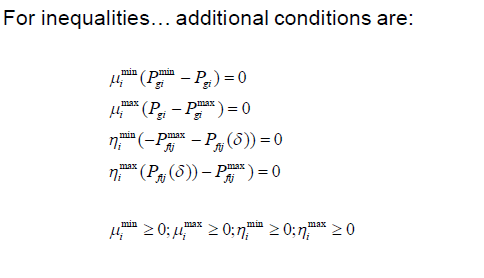 For inequalities… additional conditions are:
μ_i^min (P_gi^min − P_gi) = 0
μ_i^max (P_gi − P_gi^max) = 0
η_i^min (−P_fij^max − P_fij (δ)) = 0
η_i^max (P_fij (δ)) − P_fij^max) = 0
μ_i^min ≥ 0; μ_i^max ≥ 0; η_i^min ≥ 0; η_i^max ≥ 0